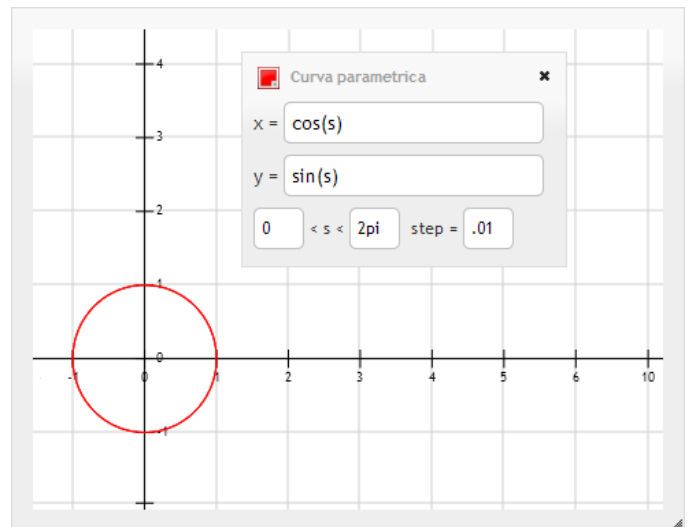 Curva parametrica ✖
x = cos(s)
y = sin(s)
0 < s < 2pi step = .01
4
3
2
1
0
-1
-1 0 1 2 3 4 5 6 10